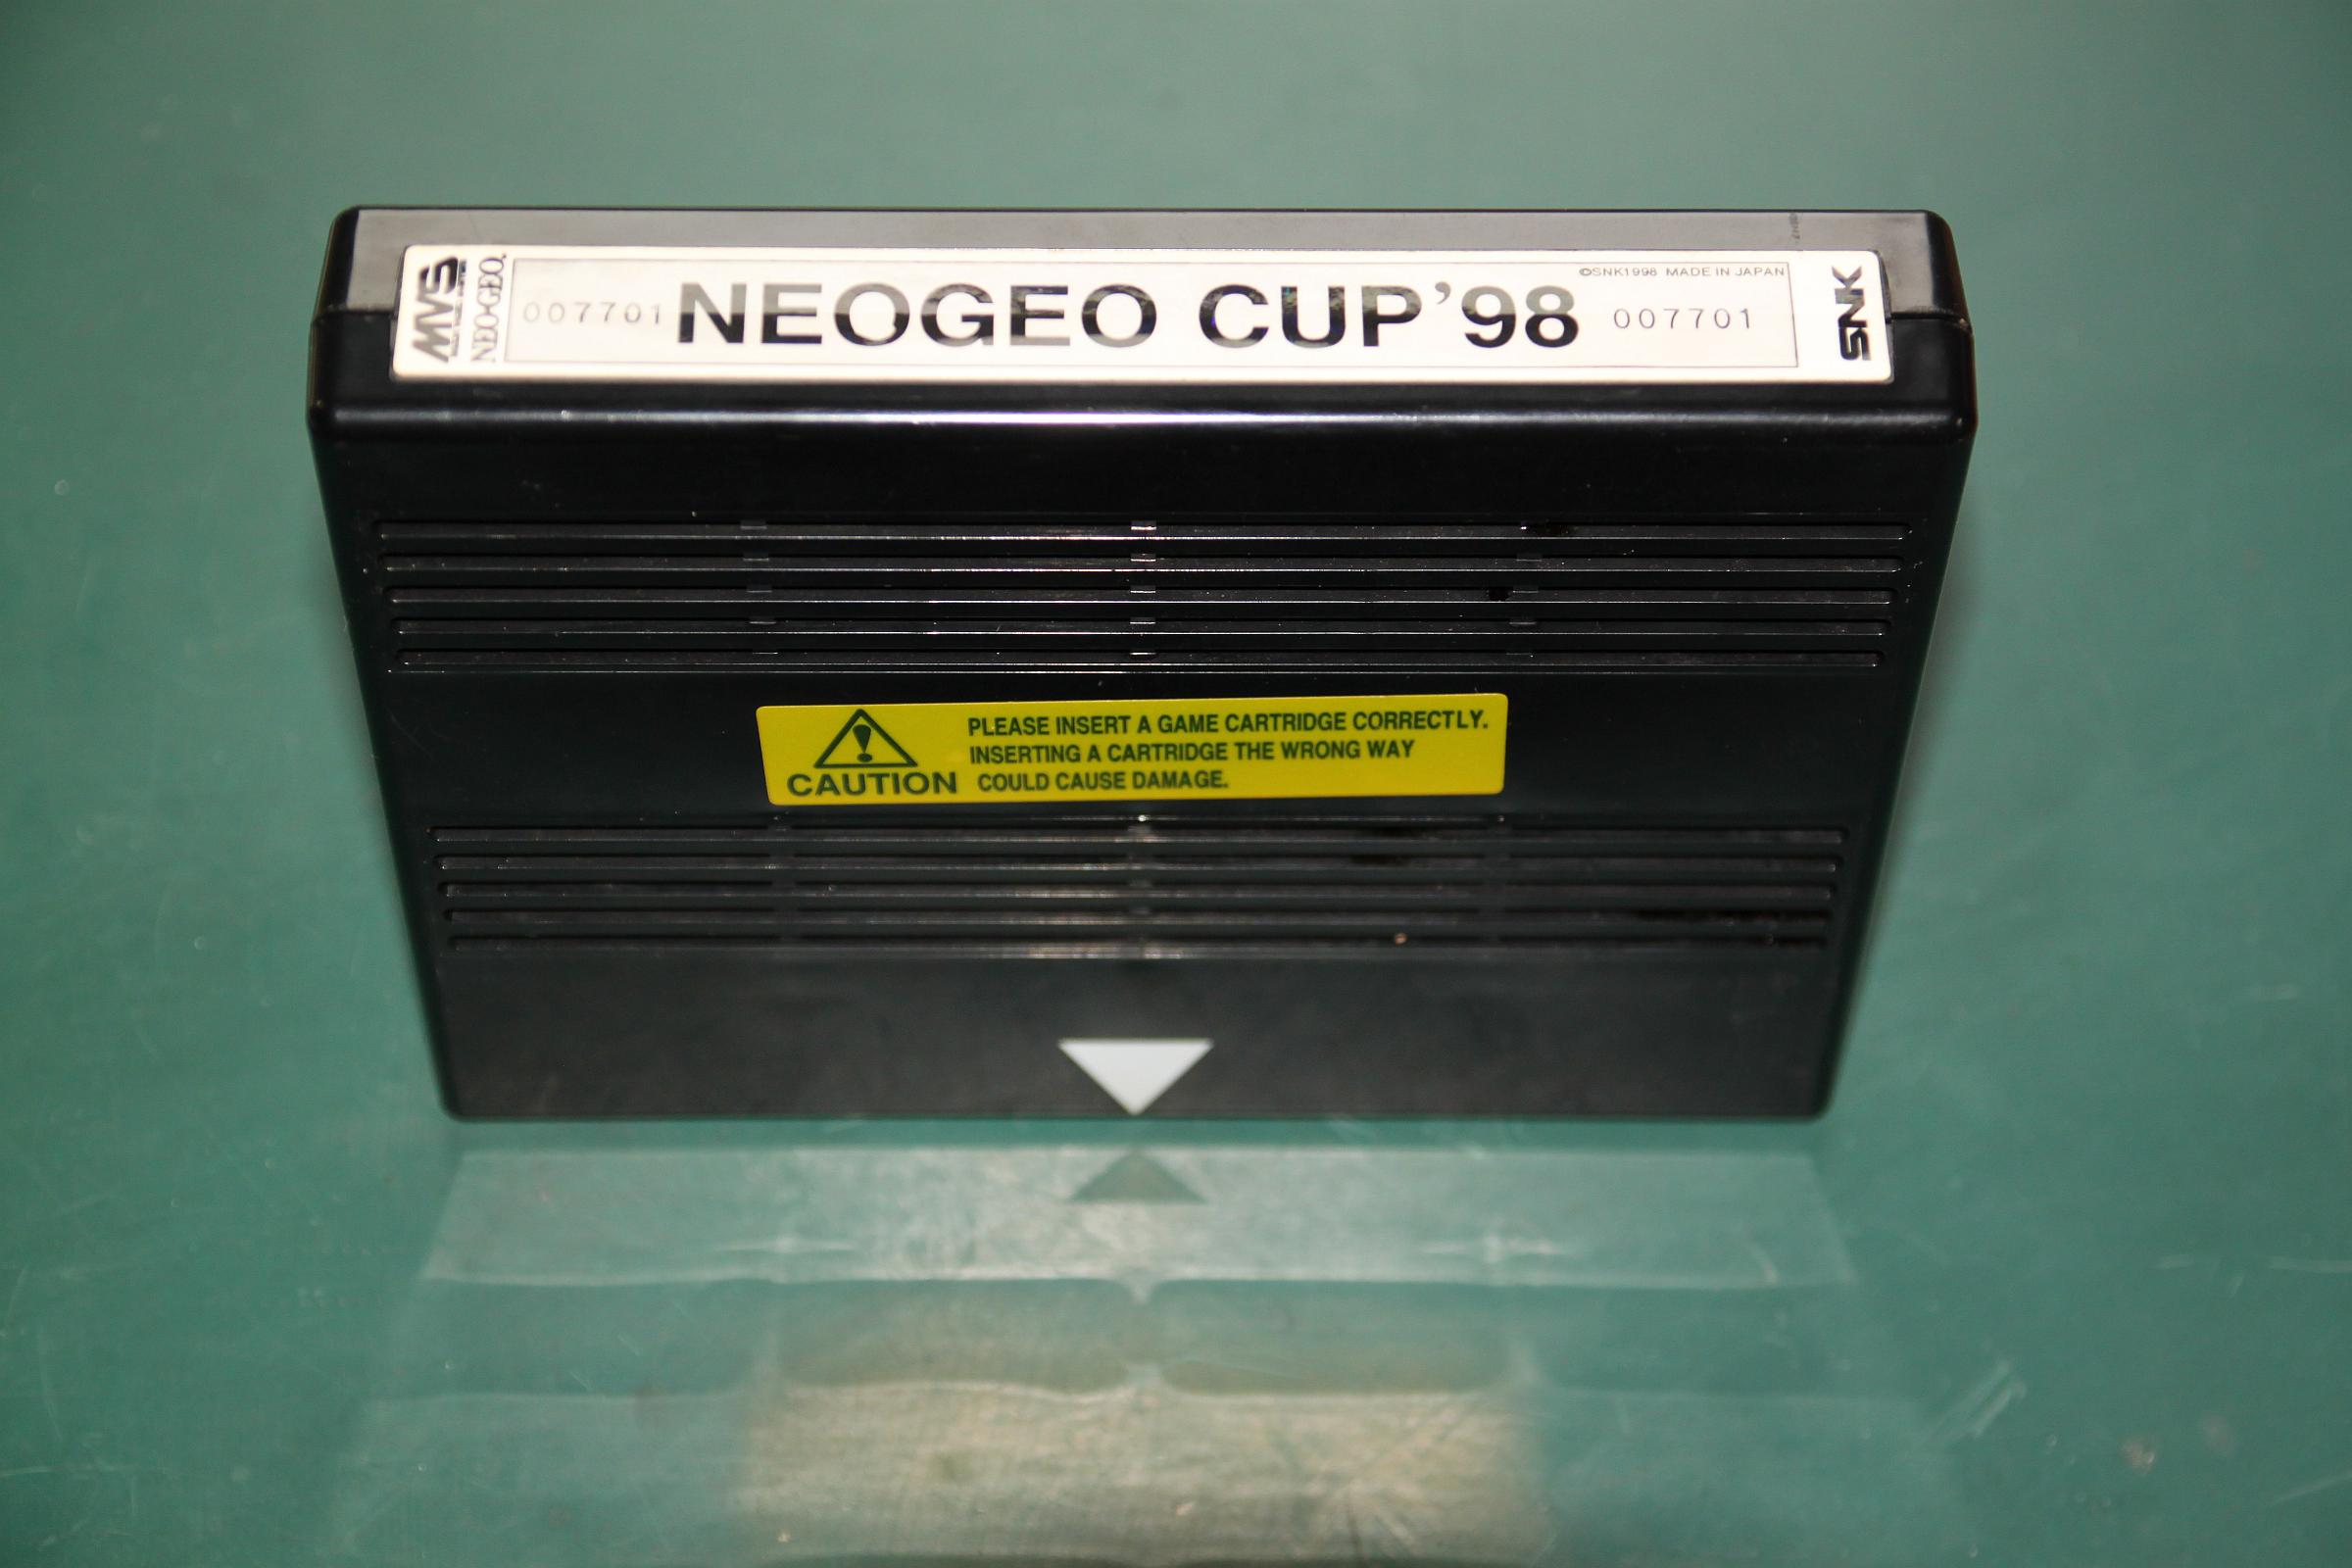 MVS
NEO•GEO
007701 NEOGEO CUP '98 007701
©SNK1998 MADE IN JAPAN
SNK
PLEASE INSERT A GAME CARTRIDGE CORRECTLY.
INSERTING A CARTRIDGE THE WRONG WAY
COULD CAUSE DAMAGE.
CAUTION